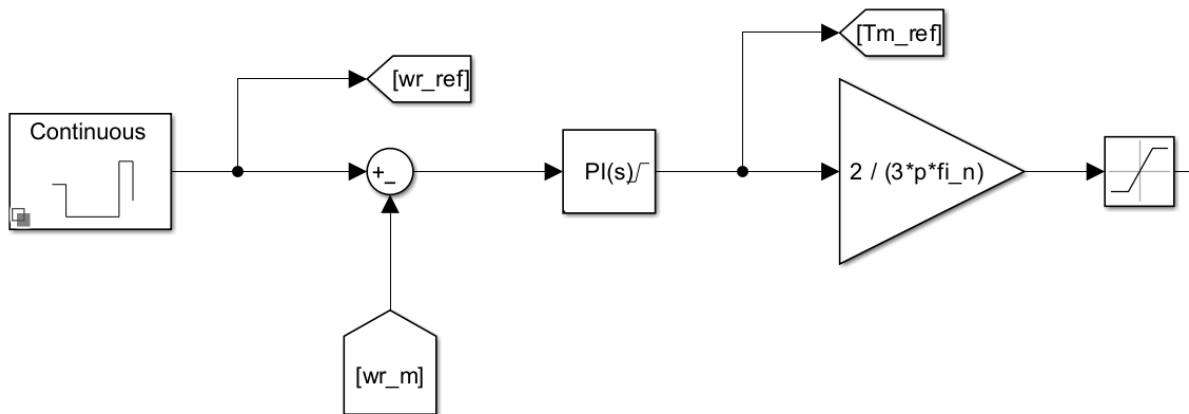 [Tm_ref]
[wr_ref]
Continuous
+
_
PI(s)
2 / (3*p*fi_n)
[wr_m]